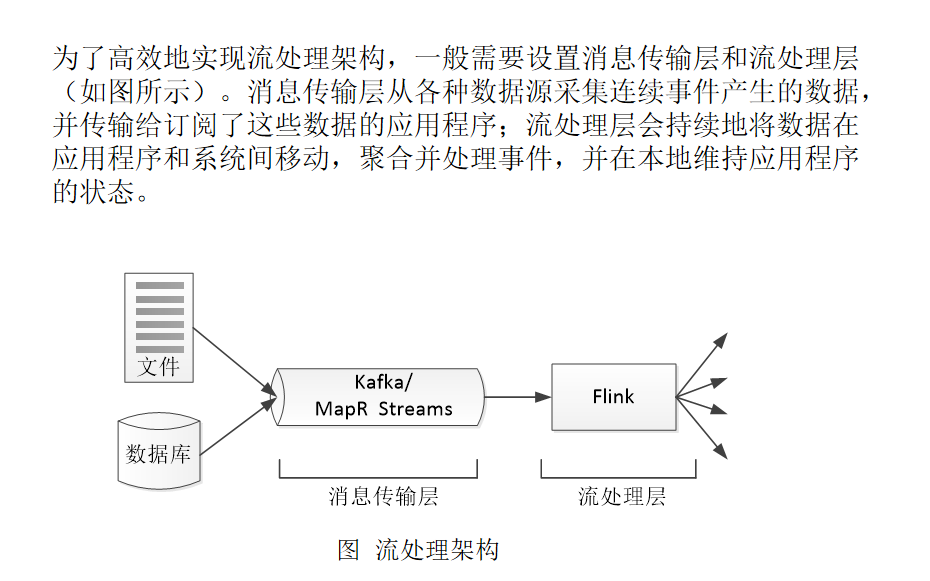 为了高效地实现流处理架构，一般需要设置消息传输层和流处理层
（如图所示）。消息传输层从各种数据源采集连续事件产生的数据，
并传输给订阅了这些数据的应用程序；流处理层会持续地将数据在
应用程序和系统间移动，聚合并处理事件，并在本地维持应用程序
的状态。
文件
数据库
Kafka/
MapR Streams
Flink
消息传输层
流处理层
图 流处理架构